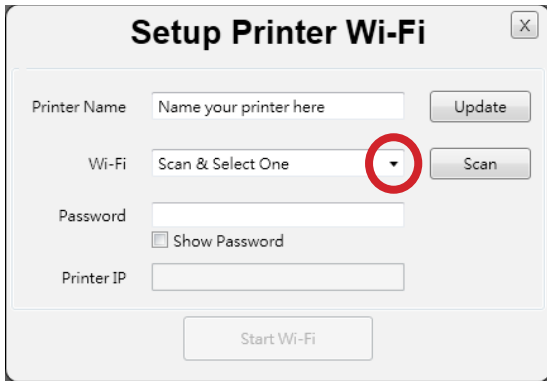 Setup Printer Wi-Fi
X
Printer Name Name your printer here Update
Wi-Fi Scan & Select One Scan
Password
Show Password
Printer IP
Start Wi-Fi